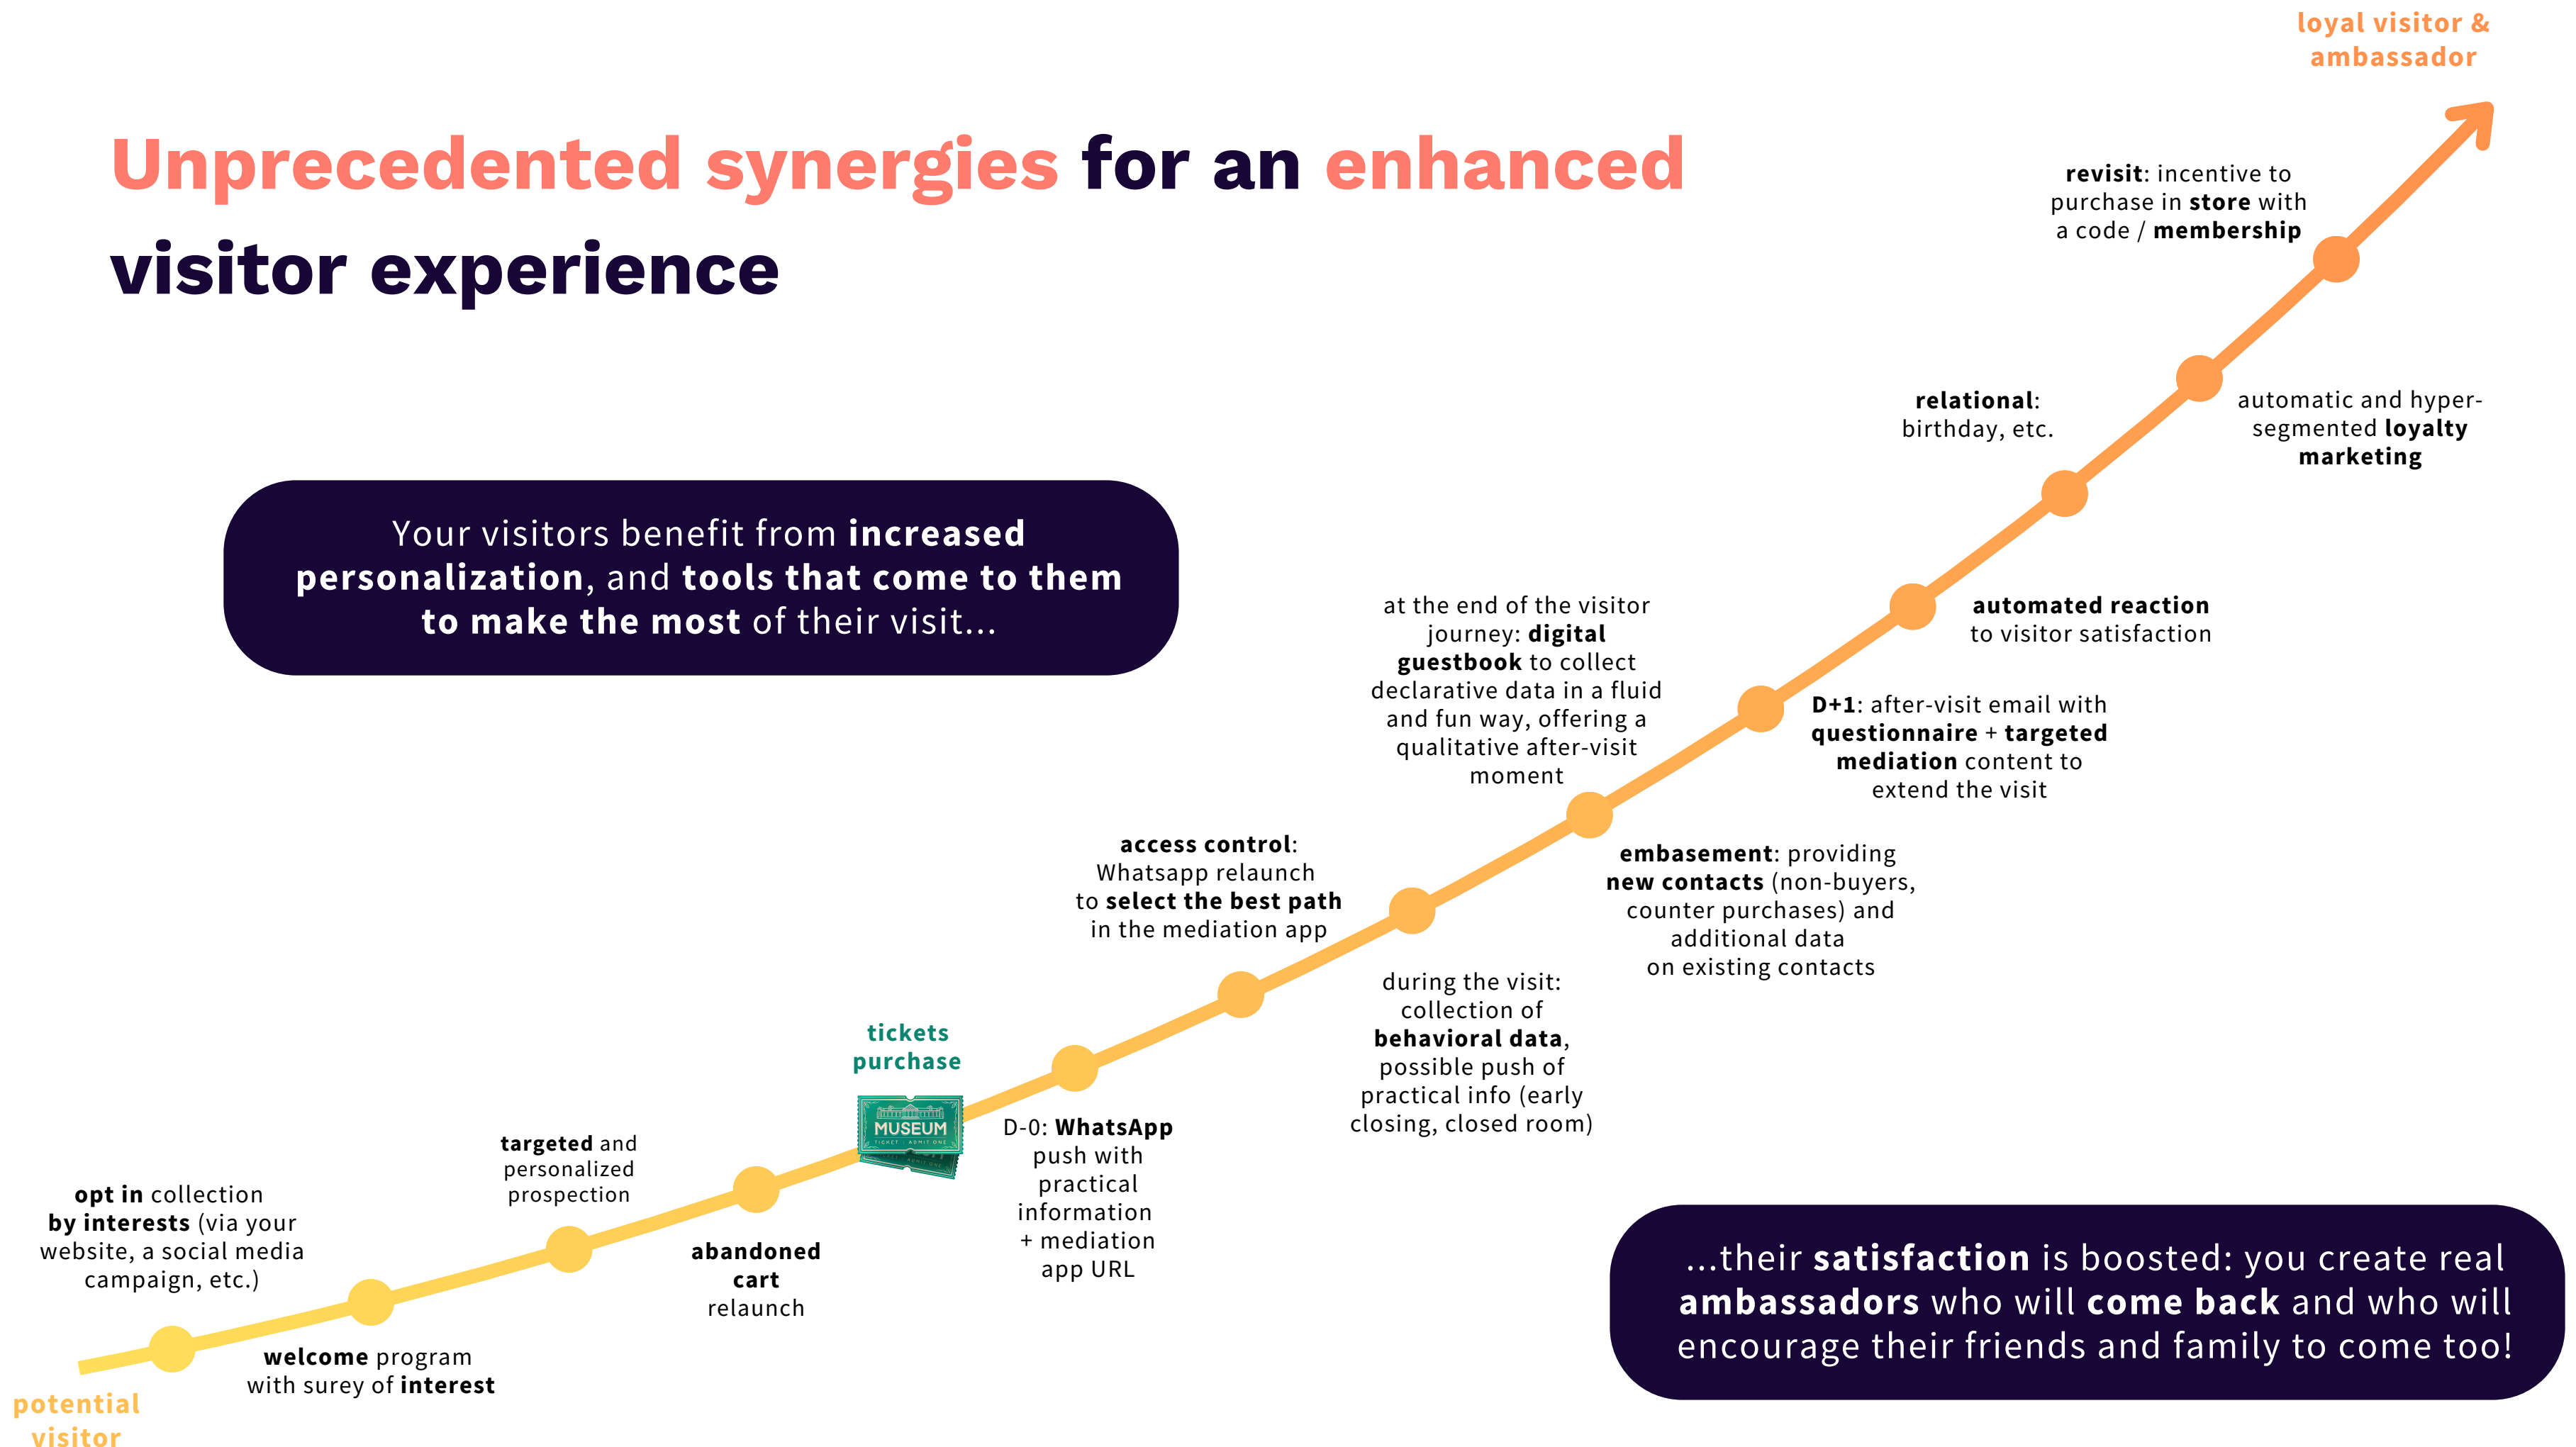 loyal visitor &
ambassador
Unprecedented synergies for an enhanced
visitor experience
revisit: incentive to
purchase in store with
a code / membership
relational:
birthday, etc.
automatic and hyper-
segmented loyalty
marketing
Your visitors benefit from increased
personalization, and tools that come to them
to make the most of their visit...
at the end of the visitor
journey: digital
guestbook to collect
declarative data in a fluid
and fun way, offering a
qualitative after-visit
moment
automated reaction
to visitor satisfaction
D+1: after-visit email with
questionnaire + targeted
mediation content to
extend the visit
access control:
Whatsapp relaunch
to select the best path
in the mediation app
embasement: providing
new contacts (non-buyers,
counter purchases) and
additional data
on existing contacts
during the visit:
collection of
behavioral data,
possible push of
practical info (early
closing, closed room)
tickets
purchase
MUSEUM
TICKET · ADMIT ONE
D-0: WhatsApp
push with
practical
information
+ mediation
app URL
targeted and
personalized
prospection
opt in collection
by interests (via your
website, a social media
campaign, etc.)
abandoned
cart
relaunch
welcome program
with surey of interest
potential
visitor
...their satisfaction is boosted: you create real
ambassadors who will come back and who will
encourage their friends and family to come too!